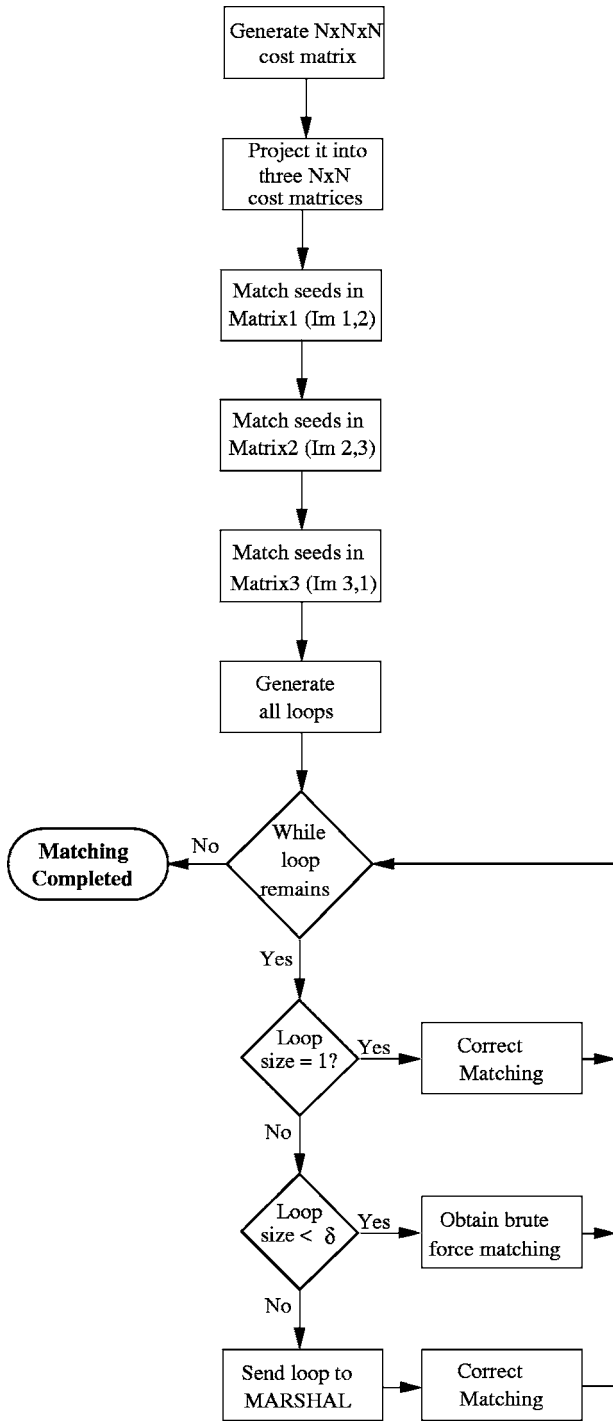 Generate NxNxN
cost matrix
Project it into
three NxN
cost matrices
Match seeds in
Matrix1 (Im 1,2)
Match seeds in
Matrix2 (Im 2,3)
Match seeds in
Matrix3 (Im 3,1)
Generate
all loops
While
loop
remains
No
Matching
Completed
Yes
Loop
size = 1?
Yes
Correct
Matching
No
Loop
size < δ
Yes
Obtain brute
force matching
No
Send loop to
MARSHAL
Correct
Matching